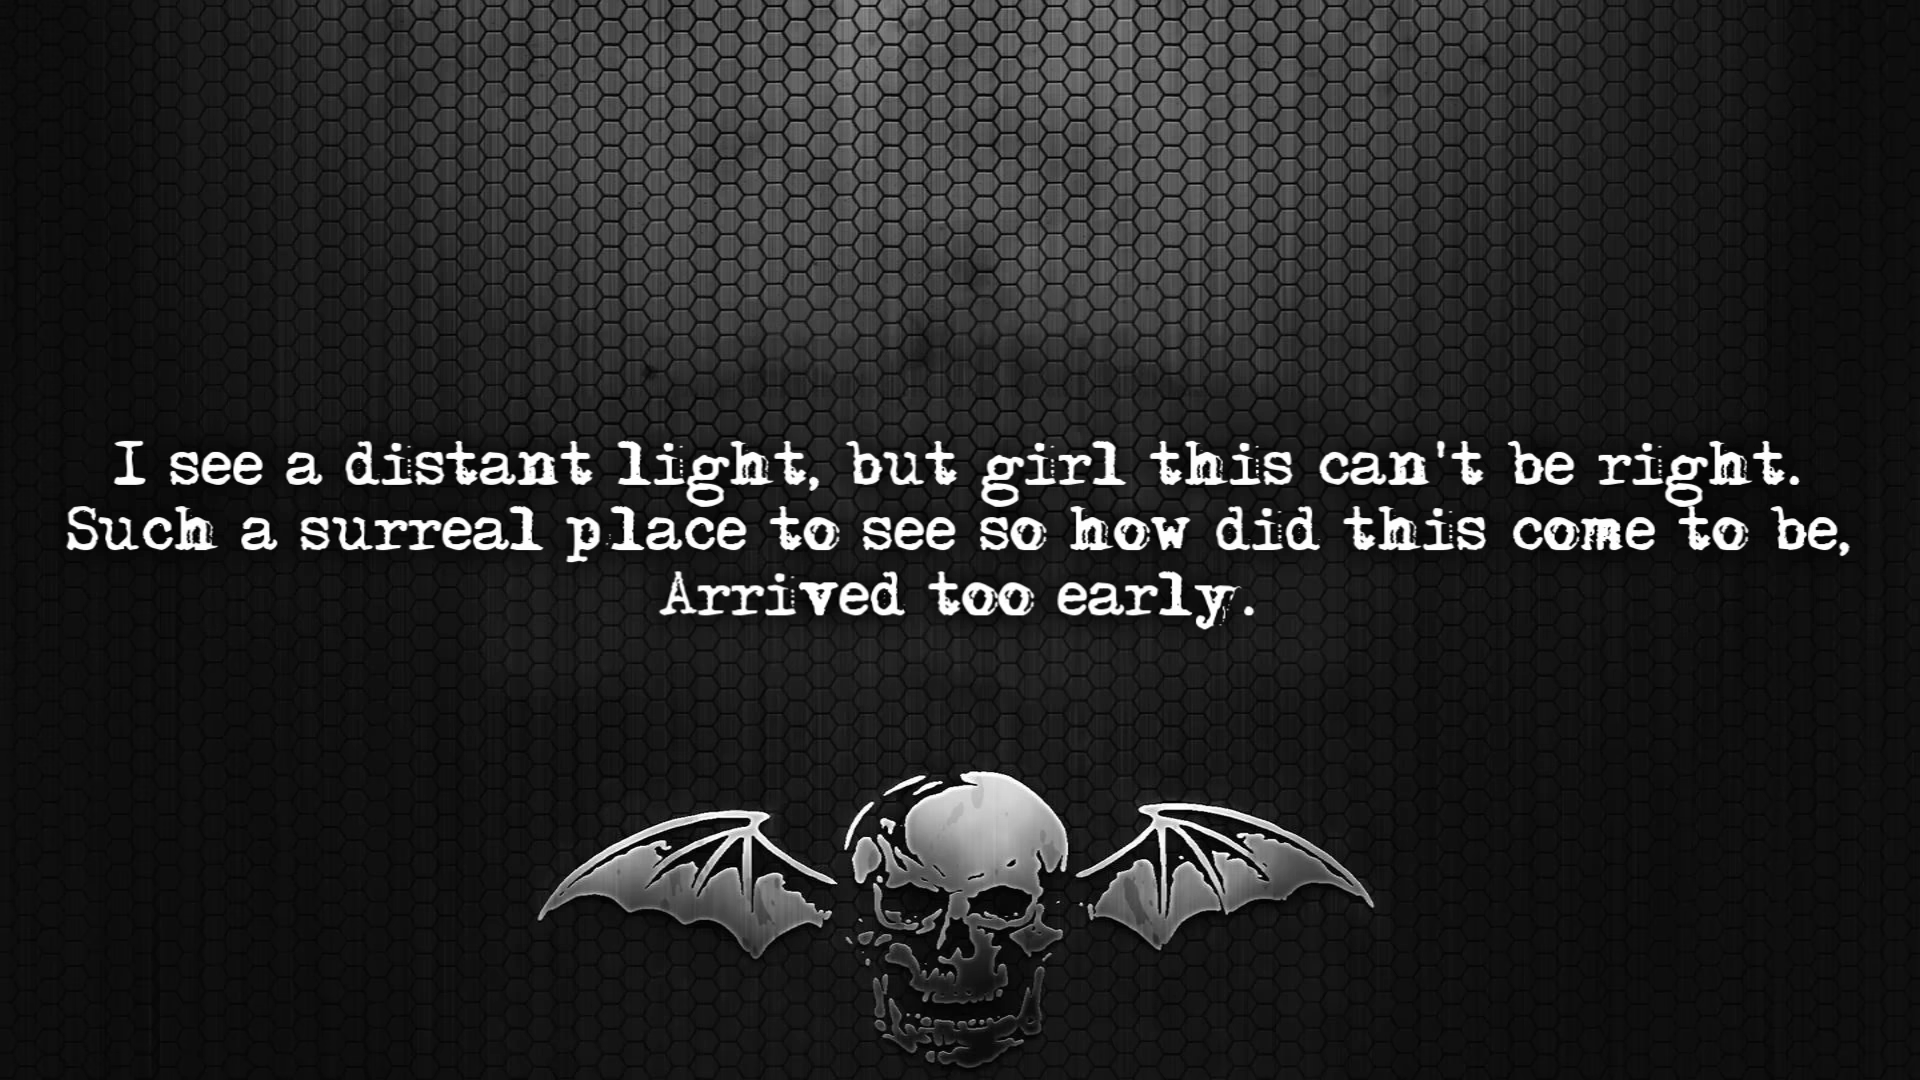 I see a distant light, but girl this can't be right.
Such a surreal place to see so how did this come to be,
Arrived too early.